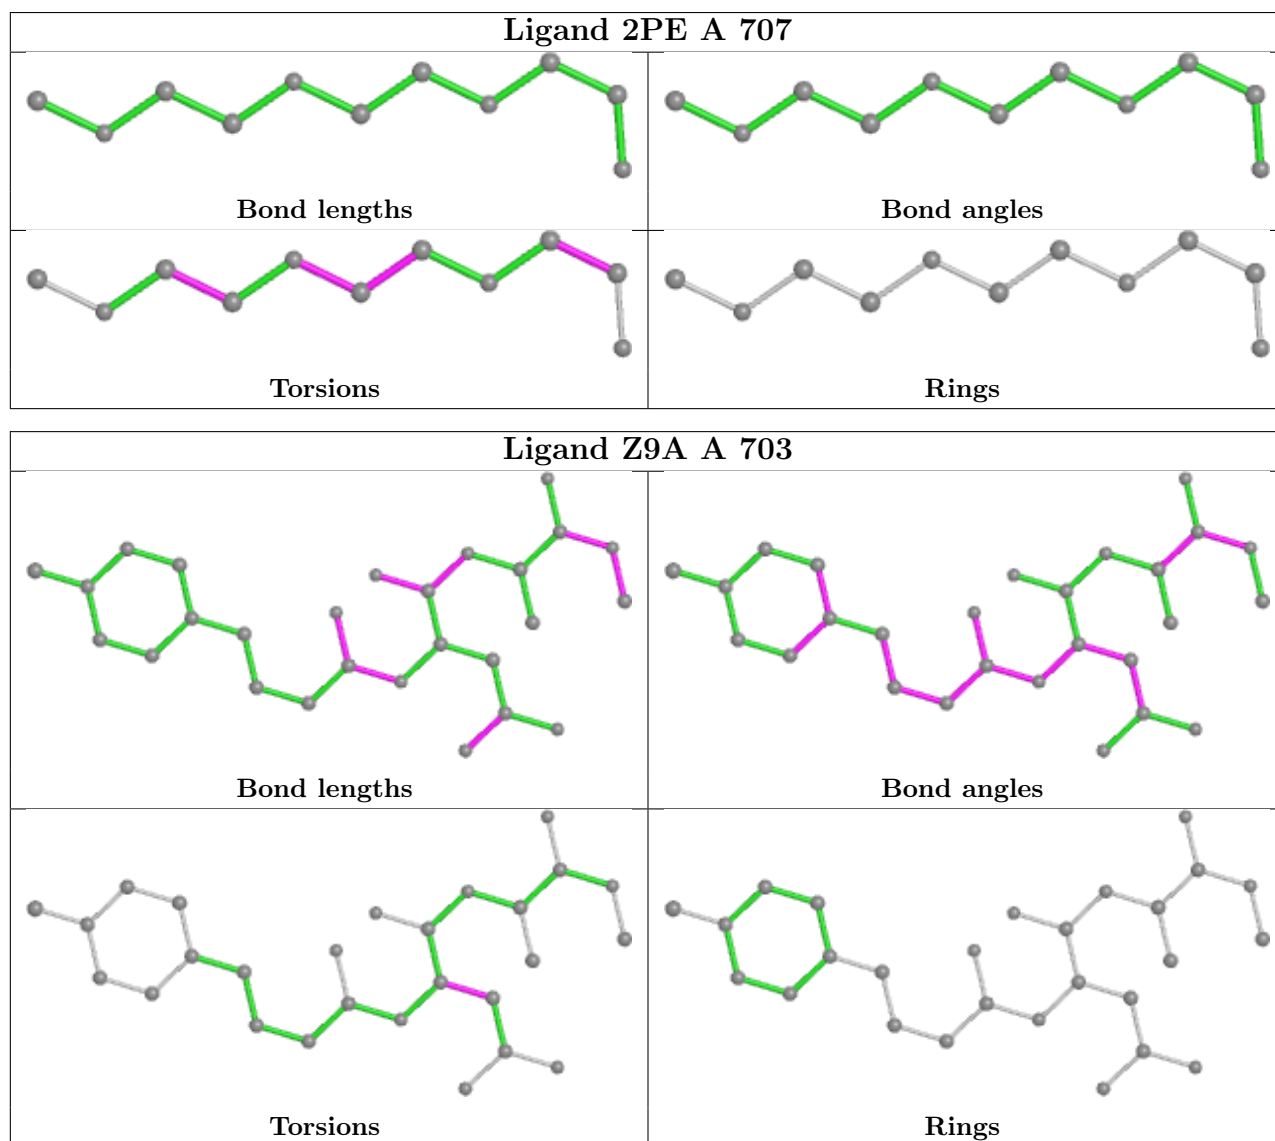 Ligand 2PE A 707
Bond lengths
Bond angles
Torsions
Rings
Ligand Z9A A 703
Bond lengths
Bond angles
Torsions
Rings